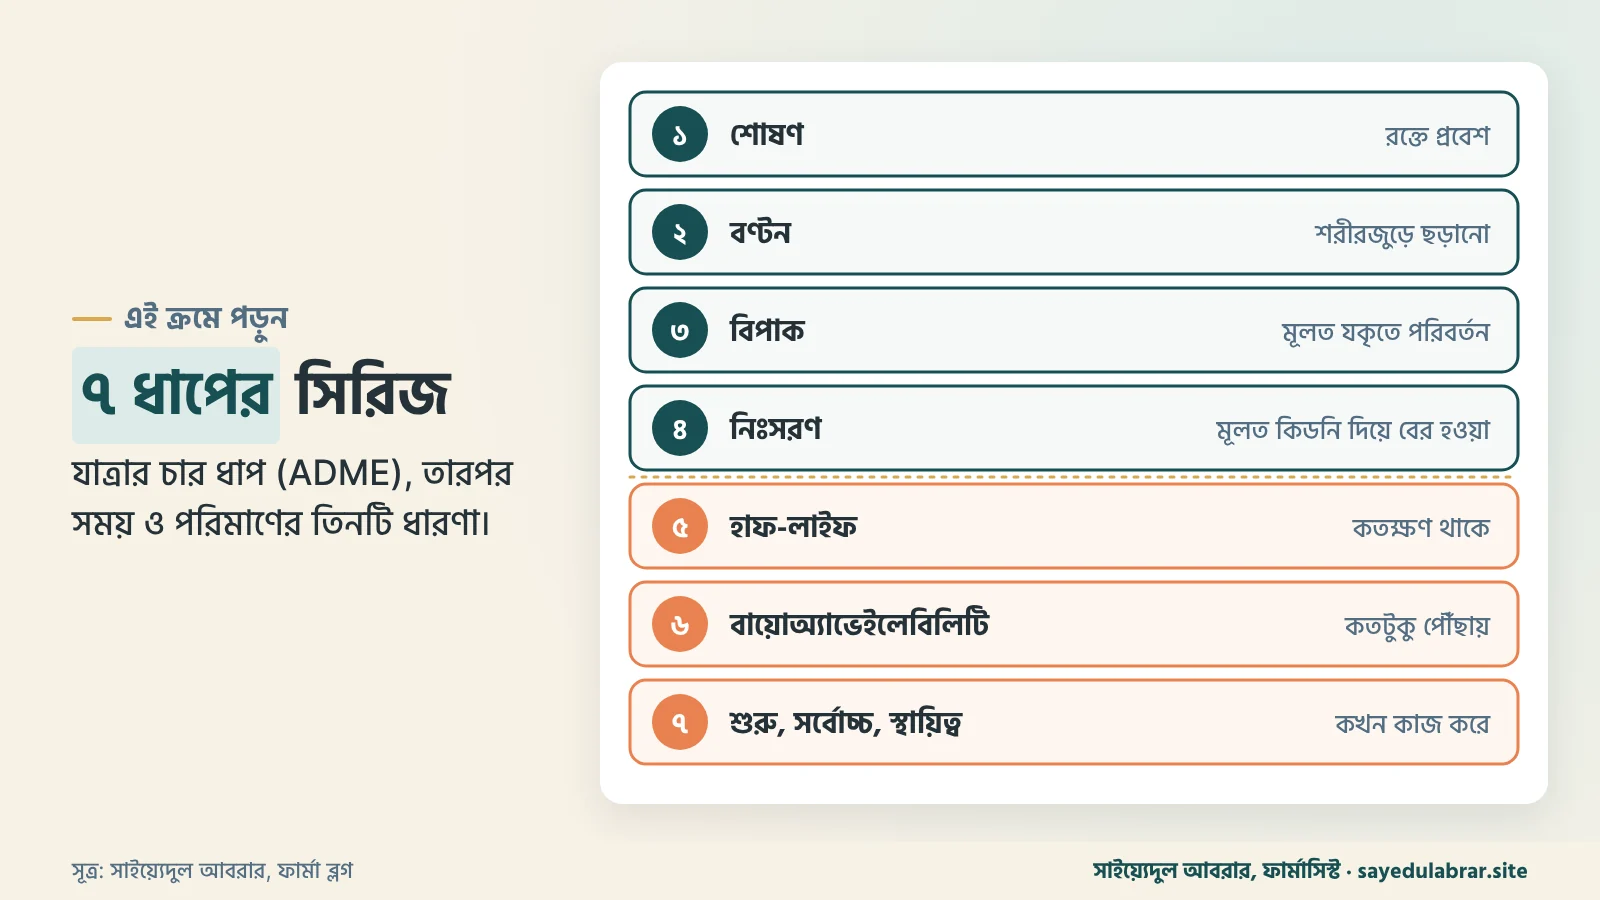 এই ক্রমে পড়ুন
৭ ধাপের সিরিজ
যাত্রার চার ধাপ (ADME), তারপর
সময় ও পরিমাণের তিনটি ধারণা।
১ শোষণ রক্তে প্রবেশ
২ বণ্টন শরীরজুড়ে ছড়ানো
৩ বিপাক মূলত যকৃতে পরিবর্তন
৪ নিঃসরণ মূলত কিডনি দিয়ে বের হওয়া
৫ হাফ-লাইফ কতক্ষণ থাকে
৬ বায়োঅ্যাভেইলেবিলিটি কতটুকু পৌঁছায়
৭ শুরু, সর্বোচ্চ, স্থায়িত্ব কখন কাজ করে
সূত্র: সাইয়্যেদুল আবরার, ফার্মা ব্লগ
সাইয়্যেদুল আবরার, ফার্মাসিস্ট · sayedulabrar.site